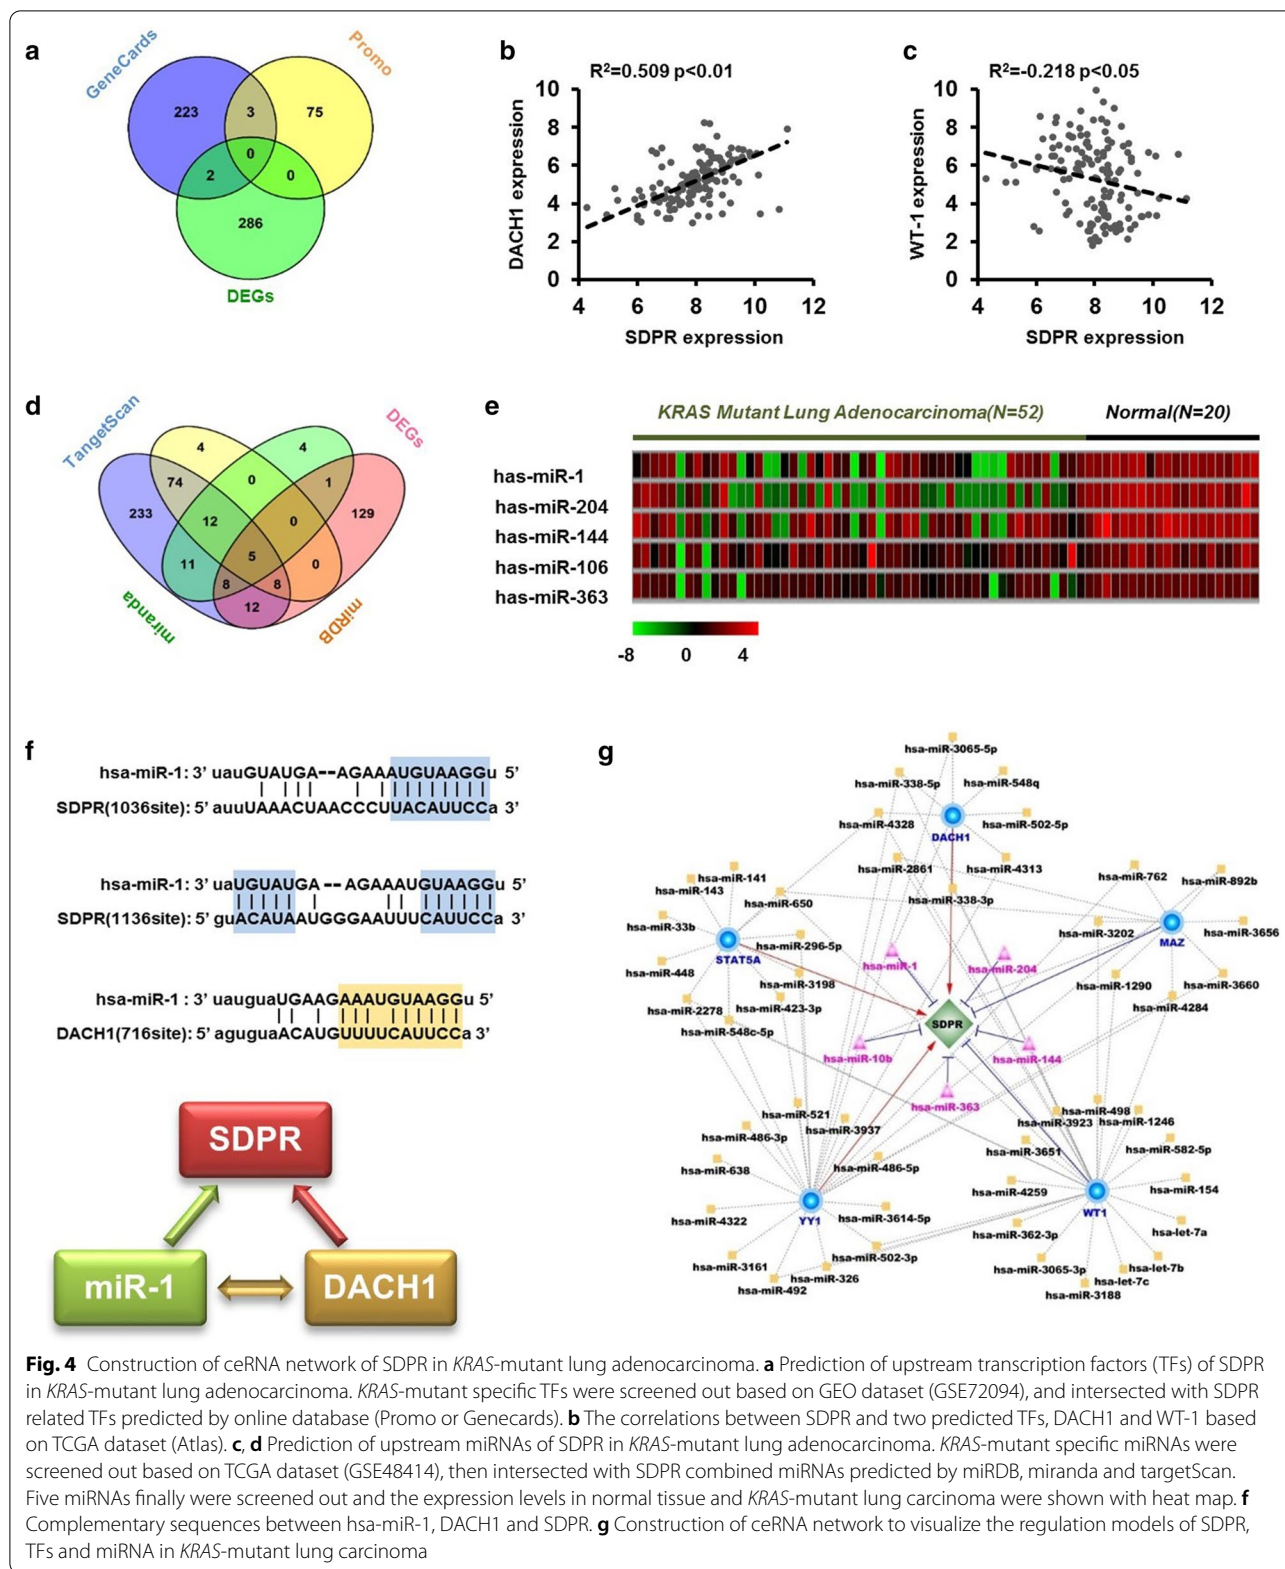 a
GeneCards
Promo
223
3
75
0
2
0
286
DEGs
b
R²=0.509 p<0.01
DACH1 expression
10
8
6
4
2
0
4 6 8 10 12
SDPR expression
c
R²=-0.218 p<0.05
WT-1 expression
10
8
6
4
2
0
4 6 8 10 12
SDPR expression
d
TangetScan
DEGs
4
4
74
0
1
233
12
0
129
11
5
0
8
8
12
miranda
miRDB
e
KRAS Mutant Lung Adenocarcinoma(N=52)
Normal(N=20)
has-miR-1
has-miR-204
has-miR-144
has-miR-106
has-miR-363
-8 0 4
f
hsa-miR-1: 3’ uauGUAUGA--AGAAAUGUAAGGu 5’
SDPR(1036site): 5’ auuUAAACUAACCCUUACAUUCCa 3’
hsa-miR-1: 3’ uaUGUAUGA--AGAAAUGUAAGGu 5’
SDPR(1136site): 5’ guACAUAAUGGGAAUUUCAUUCCa 3’
hsa-miR-1 : 3’ uauguaUGAAGAAAUGUAAGGu 5’
DACH1(716site): 5’ aguguaACAUGUUUUCAUUCCa 3’
SDPR
miR-1
DACH1
g
hsa-miR-3065-5p
hsa-miR-338-5p
hsa-miR-548q
hsa-miR-4328
DACH1
hsa-miR-502-5p
hsa-miR-2861
hsa-miR-4313
hsa-miR-762
hsa-miR-892b
hsa-miR-141
hsa-miR-143
hsa-miR-650
hsa-miR-338-3p
hsa-miR-33b
hsa-miR-296-5p
hsa-miR-3202
hsa-miR-3656
MAZ
STAT5A
hsa-miR-1
hsa-miR-204
hsa-miR-448
hsa-miR-3198
hsa-miR-1290
hsa-miR-3660
hsa-miR-2278
hsa-miR-423-3p
hsa-miR-4284
SDPR
hsa-miR-548c-5p
hsa-miR-10b
hsa-miR-144
hsa-miR-363
hsa-miR-521
hsa-miR-498
hsa-miR-3937
hsa-miR-3923
hsa-miR-1246
hsa-miR-486-3p
hsa-miR-3651
hsa-miR-582-5p
hsa-miR-638
hsa-miR-486-5p
hsa-miR-4259
hsa-miR-154
WT1
YY1
hsa-miR-3614-5p
hsa-miR-4322
hsa-miR-362-3p
hsa-let-7a
hsa-miR-502-3p
hsa-miR-3161
hsa-miR-326
hsa-miR-3065-3p
hsa-let-7b
hsa-let-7c
hsa-miR-492
hsa-miR-3188
Fig. 4 Construction of ceRNA network of SDPR in KRAS-mutant lung adenocarcinoma. a Prediction of upstream transcription factors (TFs) of SDPR
in KRAS-mutant lung adenocarcinoma. KRAS-mutant specific TFs were screened out based on GEO dataset (GSE72094), and intersected with SDPR
related TFs predicted by online database (Promo or Genecards). b The correlations between SDPR and two predicted TFs, DACH1 and WT-1 based
on TCGA dataset (Atlas). c, d Prediction of upstream miRNAs of SDPR in KRAS-mutant lung adenocarcinoma. KRAS-mutant specific miRNAs were
screened out based on TCGA dataset (GSE48414), then intersected with SDPR combined miRNAs predicted by miRDB, miranda and targetScan.
Five miRNAs finally were screened out and the expression levels in normal tissue and KRAS-mutant lung carcinoma were shown with heat map. f
Complementary sequences between hsa-miR-1, DACH1 and SDPR. g Construction of ceRNA network to visualize the regulation models of SDPR,
TFs and miRNA in KRAS-mutant lung carcinoma